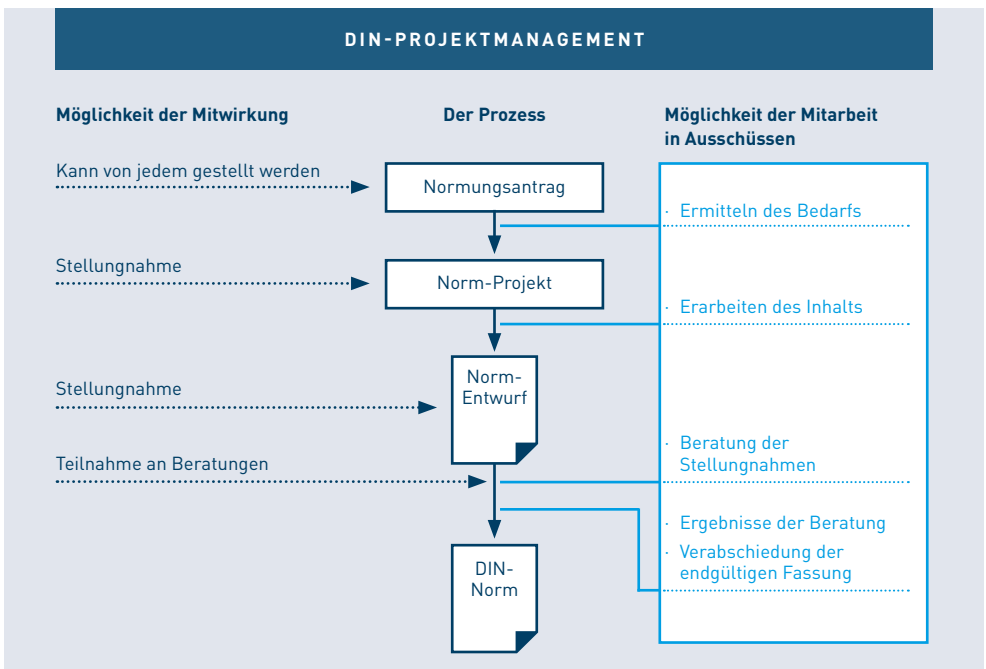 DIN-PROJEKTMANAGEMENT
Möglichkeit der Mitwirkung
Der Prozess
Möglichkeit der Mitarbeit
in Ausschüssen
Kann von jedem gestellt werden
Normungsantrag
· Ermitteln des Bedarfs
Stellungnahme
Norm-Projekt
· Erarbeiten des Inhalts
Stellungnahme
Norm-
Entwurf
Teilnahme an Beratungen
· Beratung der
Stellungnahmen
· Ergebnisse der Beratung
· Verabschiedung der
endgültigen Fassung
DIN-
Norm